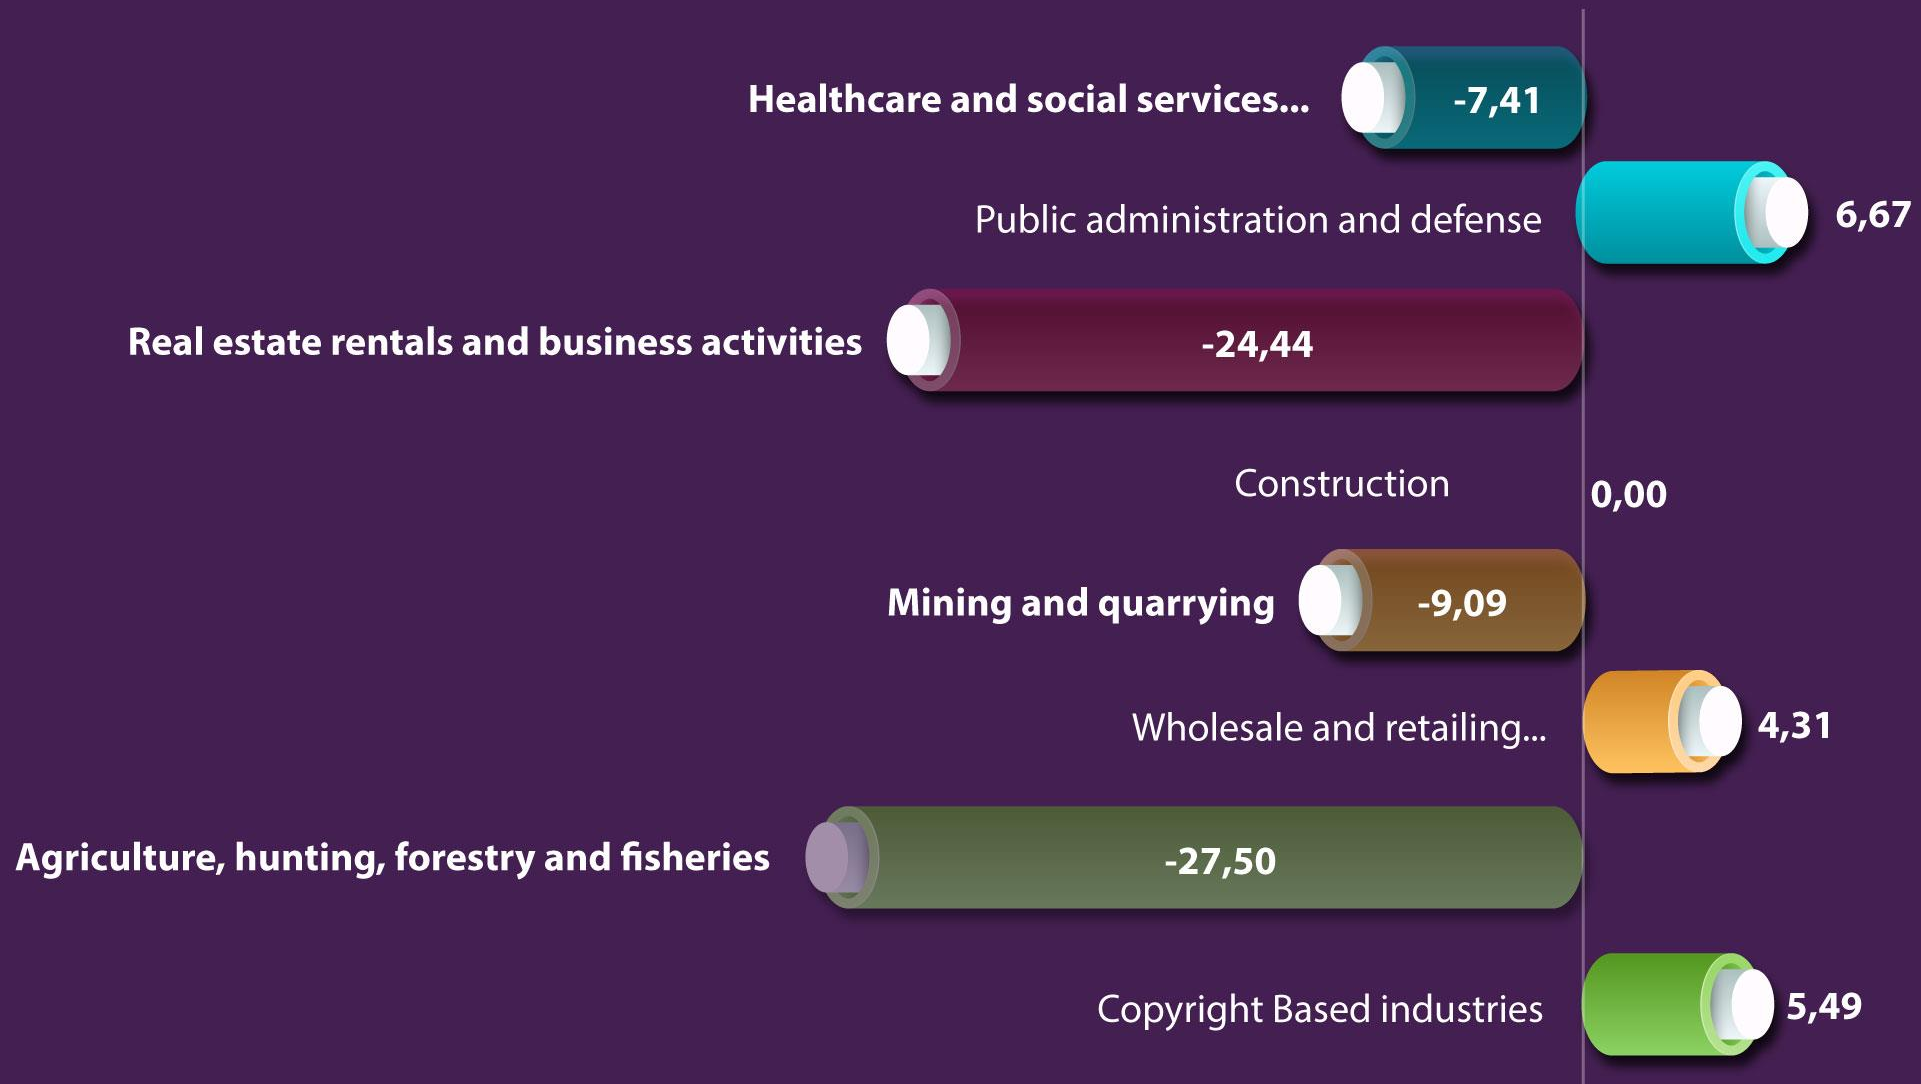 Healthcare and social services...
-7,41
Public administration and defense
6,67
Real estate rentals and business activities
-24,44
Construction
0,00
Mining and quarrying
-9,09
Wholesale and retailing...
4,31
Agriculture, hunting, forestry and fisheries
-27,50
Copyright Based industries
5,49